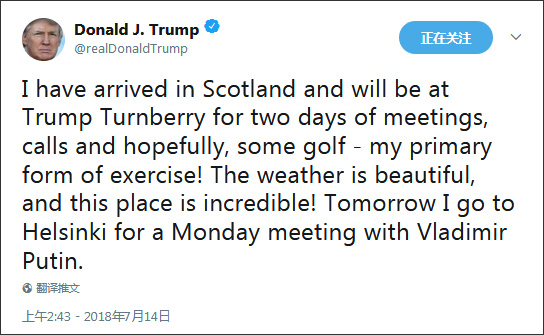 Donald J. Trump
@realDonaldTrump
正在关注
I have arrived in Scotland and will be at
Trump Turnberry for two days of meetings,
calls and hopefully, some golf - my primary
form of exercise! The weather is beautiful,
and this place is incredible! Tomorrow I go to
Helsinki for a Monday meeting with Vladimir
Putin.
翻译推文
上午2:43 - 2018年7月14日